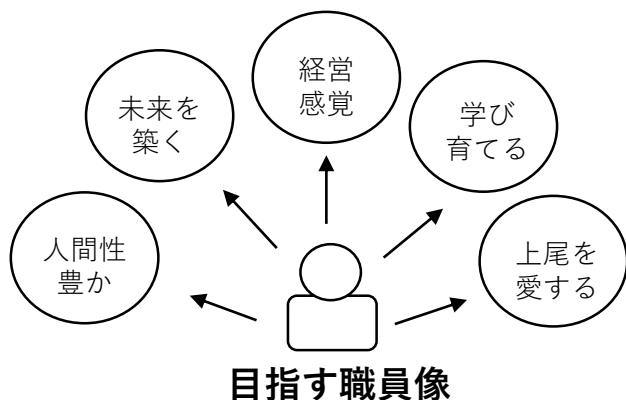 人間性
豊か
未来を
築く
経営
感覚
学び
育てる
上尾を
愛する
目指す職員像